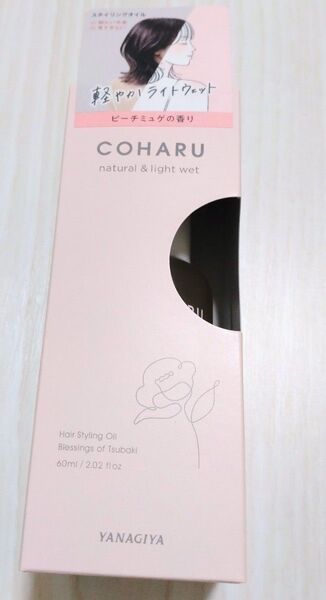 スタイリングオイル
軽やかライトウェット
ピーチミュゲの香り
COHARU
natural & light wet
RU
Hair Styling Oil
Blessings of Tsubaki
60ml / 2.02 fl oz
YANAGIYA